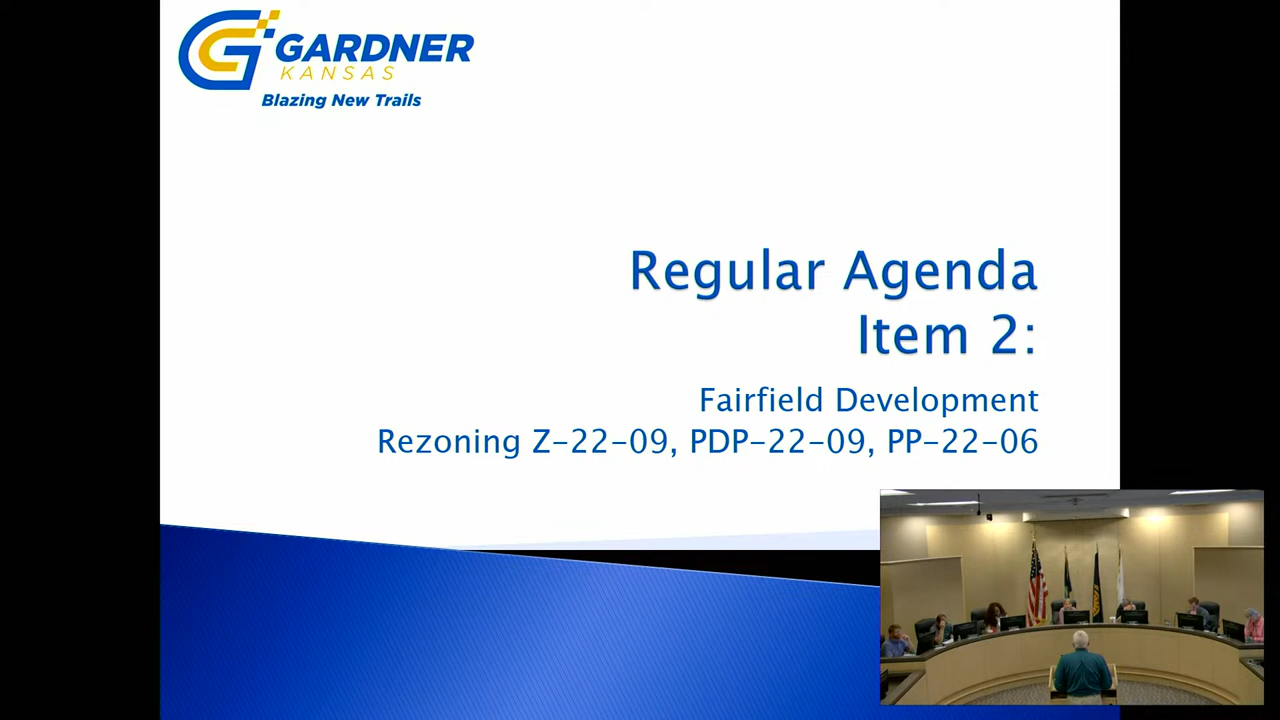 GARDNER
KANSAS
Blazing New Trails
Regular Agenda
Item 2:
Fairfield Development
Rezoning Z-22-09, PDP-22-09, PP-22-06